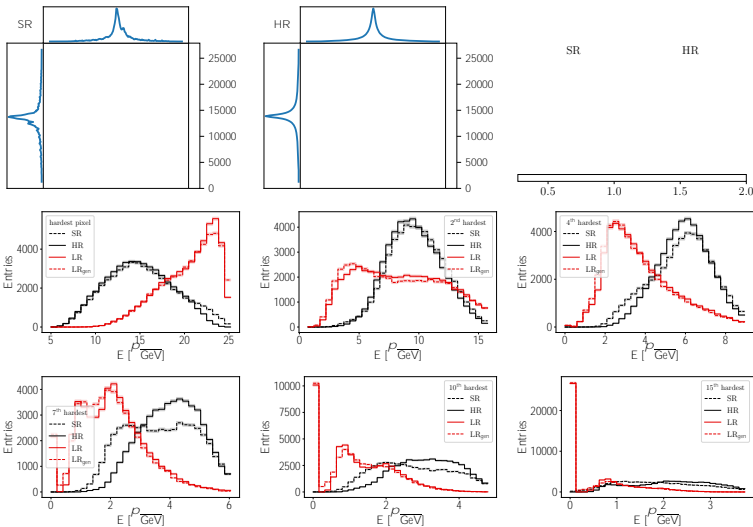 SR
HR
25000
20000
15000
10000
5000
0
25000
20000
15000
10000
5000
0
SR
HR
0.5
1.0
1.5
2.0
hardest pixel
SR
HR
LR
LRgen
Entries
4000
2000
0
5
10
15
20
25
E [√GeV]
2nd hardest
SR
HR
LR
LRgen
Entries
4000
3000
2000
1000
0
0
5
10
15
E [√GeV]
4th hardest
SR
HR
LR
LRgen
Entries
4000
3000
2000
1000
0
0
2
4
6
8
E [√GeV]
7th hardest
SR
HR
LR
LRgen
Entries
4000
3000
2000
1000
0
0
2
4
6
E [√GeV]
10th hardest
SR
HR
LR
LRgen
Entries
10000
7500
5000
2500
0
0
2
4
E [√GeV]
15th hardest
SR
HR
LR
LRgen
Entries
20000
10000
0
0
1
2
3
E [√GeV]